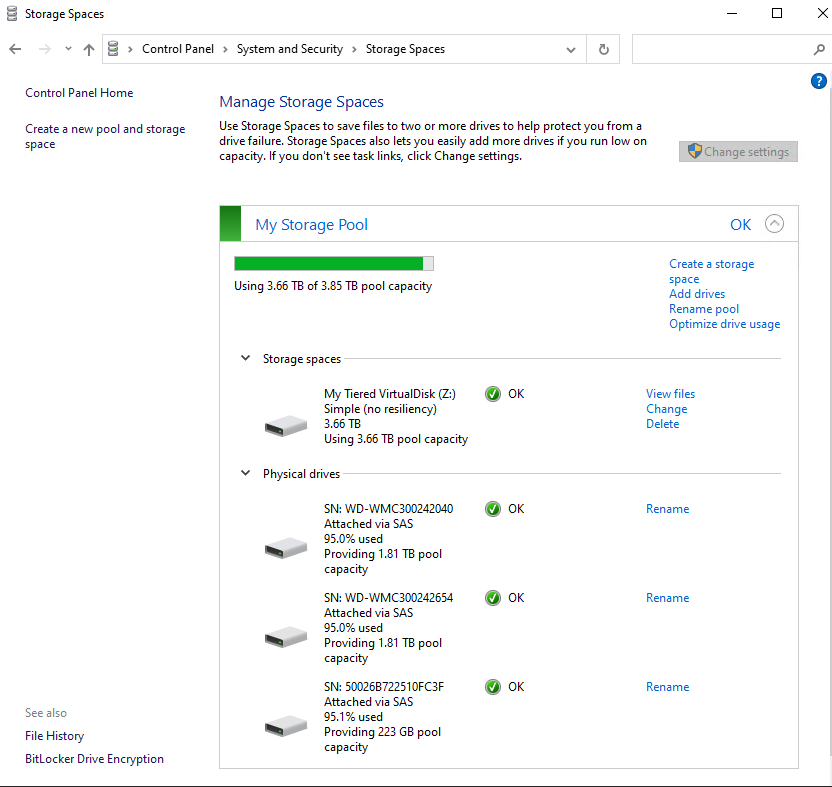 Storage Spaces
Control Panel > System and Security > Storage Spaces
?
Control Panel Home
Create a new pool and storage
space
Manage Storage Spaces
Use Storage Spaces to save files to two or more drives to help protect you from a
drive failure. Storage Spaces also lets you easily add more drives if you run low on
capacity. If you don't see task links, click Change settings.
Change settings
My Storage Pool
OK
Using 3.66 TB of 3.85 TB pool capacity
Create a storage
space
Add drives
Rename pool
Optimize drive usage
Storage spaces
My Tiered VirtualDisk (Z:)
Simple (no resiliency)
3.66 TB
Using 3.66 TB pool capacity
OK
View files
Change
Delete
Physical drives
SN: WD-WMC300242040
Attached via SAS
95.0% used
Providing 1.81 TB pool
capacity
OK
Rename
SN: WD-WMC300242654
Attached via SAS
95.0% used
Providing 1.81 TB pool
capacity
OK
Rename
SN: 50026B722510FC3F
Attached via SAS
95.1% used
Providing 223 GB pool
capacity
OK
Rename
See also
File History
BitLocker Drive Encryption